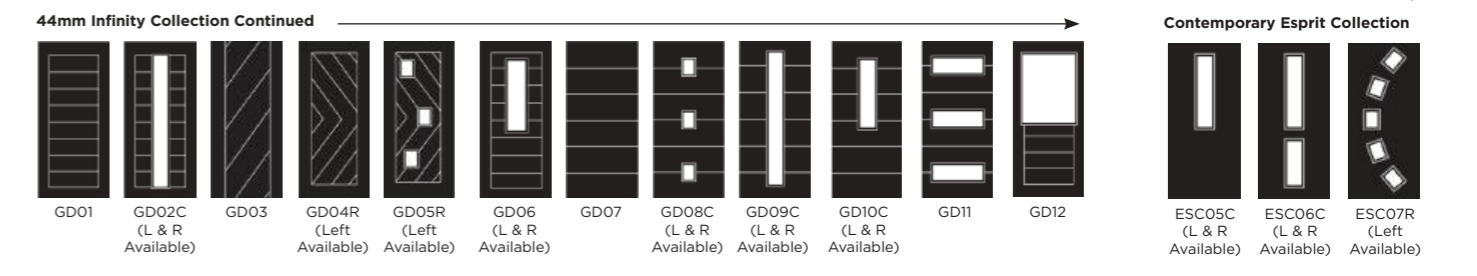 44mm Infinity Collection Continued
Contemporary Esprit Collection
GD01
GD02C
(L & R
Available)
GD03
GD04R
(Left
Available)
GD05R
(Left
Available)
GD06
(L & R
Available)
GD07
GD08C
(L & R
Available)
GD09C
(L & R
Available)
GD10C
(L & R
Available)
GD11
GD12
ESC05C
(L & R
Available)
ESC06C
(L & R
Available)
ESC07R
(Left
Available)